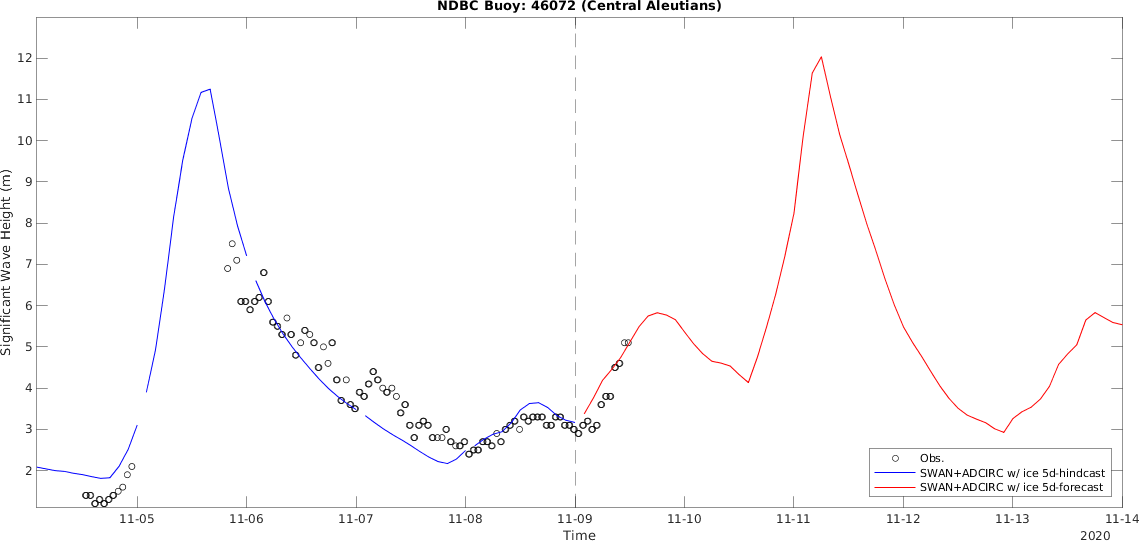 NDBC Buoy: 46072 (Central Aleutians)
Significant Wave Height (m)
12
11
10
9
8
7
6
5
4
3
2
Obs.
SWAN+ADCIRC w/ ice 5d-hindcast
SWAN+ADCIRC w/ ice 5d-forecast
11-05 11-06 11-07 11-08 11-09 11-10 11-11 11-12 11-13 11-14
Time
2020